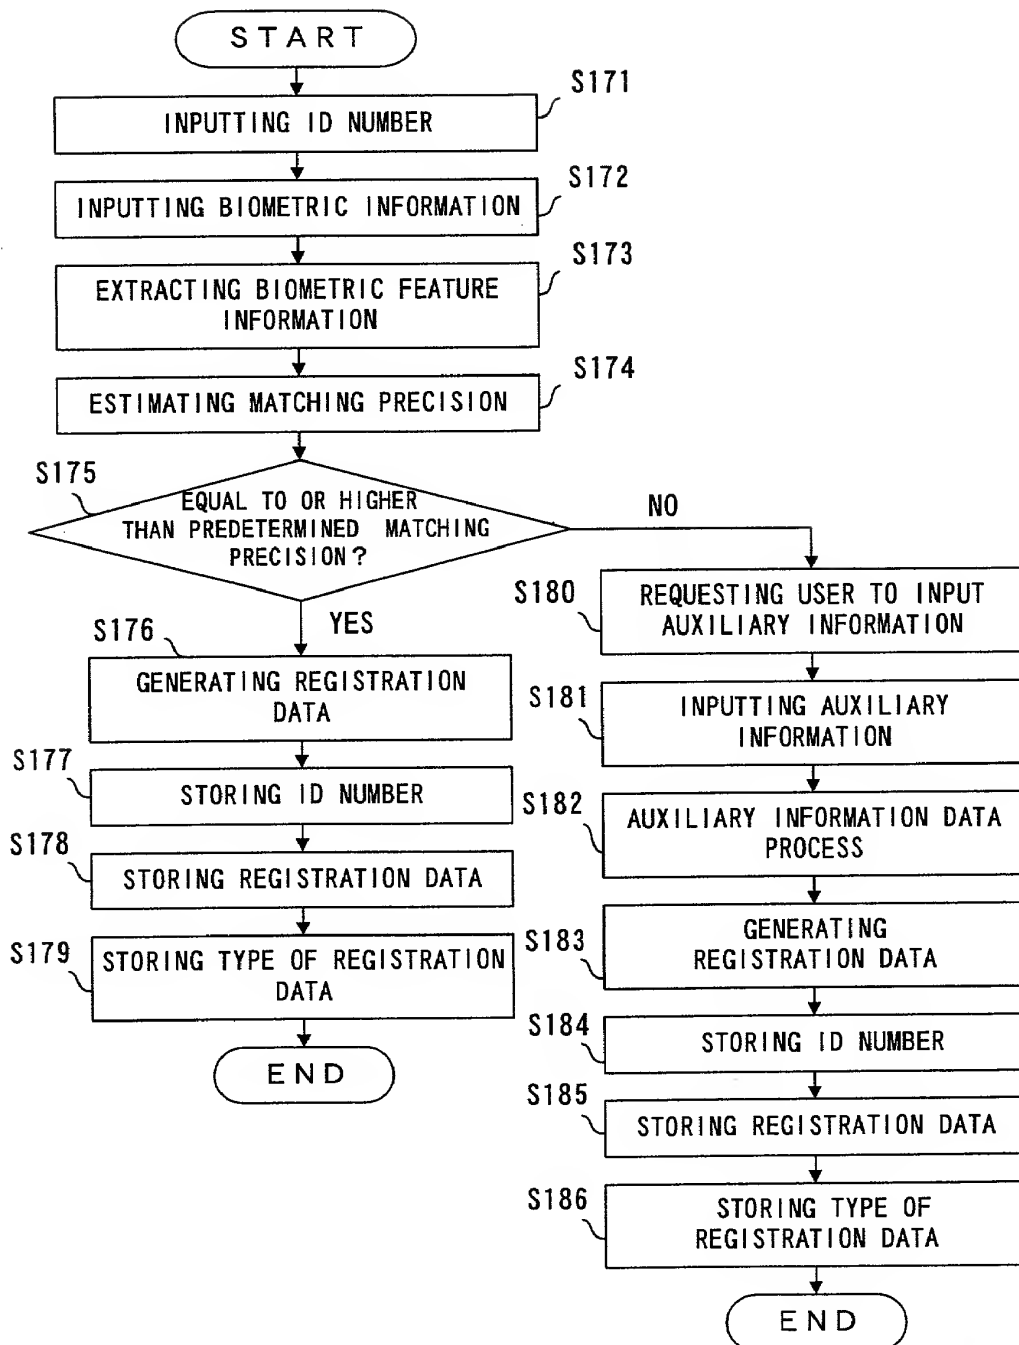 START
S171
INPUTTING ID NUMBER
S172
INPUTTING BIOMETRIC INFORMATION
S173
EXTRACTING BIOMETRIC FEATURE
INFORMATION
S174
ESTIMATING MATCHING PRECISION
S175
EQUAL TO OR HIGHER
THAN PREDETERMINED MATCHING
PRECISION?
NO
YES
S176
GENERATING REGISTRATION
DATA
S177
STORING ID NUMBER
S178
STORING REGISTRATION DATA
S179
STORING TYPE OF REGISTRATION
DATA
END
S180
REQUESTING USER TO INPUT
AUXILIARY INFORMATION
S181
INPUTTING AUXILIARY
INFORMATION
S182
AUXILIARY INFORMATION DATA
PROCESS
S183
GENERATING
REGISTRATION DATA
S184
STORING ID NUMBER
S185
STORING REGISTRATION DATA
S186
STORING TYPE OF
REGISTRATION DATA
END